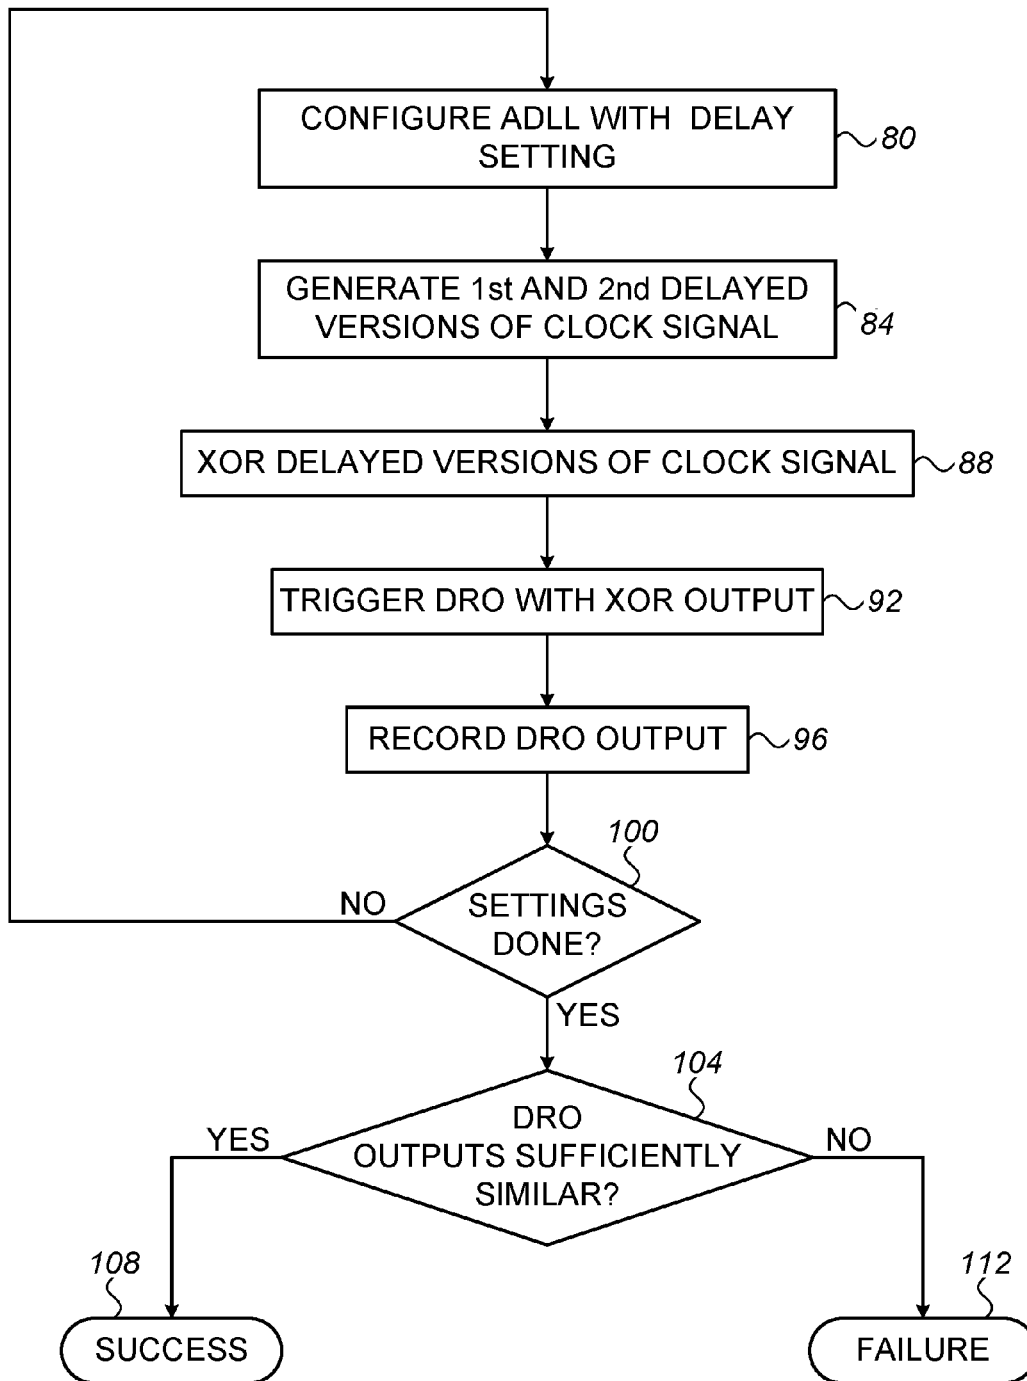 CONFIGURE ADLL WITH DELAY
SETTING
80
GENERATE 1st AND 2nd DELAYED
VERSIONS OF CLOCK SIGNAL
84
XOR DELAYED VERSIONS OF CLOCK SIGNAL
88
TRIGGER DRO WITH XOR OUTPUT
92
RECORD DRO OUTPUT
96
100
NO
SETTINGS
DONE?
YES
104
YES
DRO
OUTPUTS SUFFICIENTLY
SIMILAR?
NO
108
SUCCESS
112
FAILURE